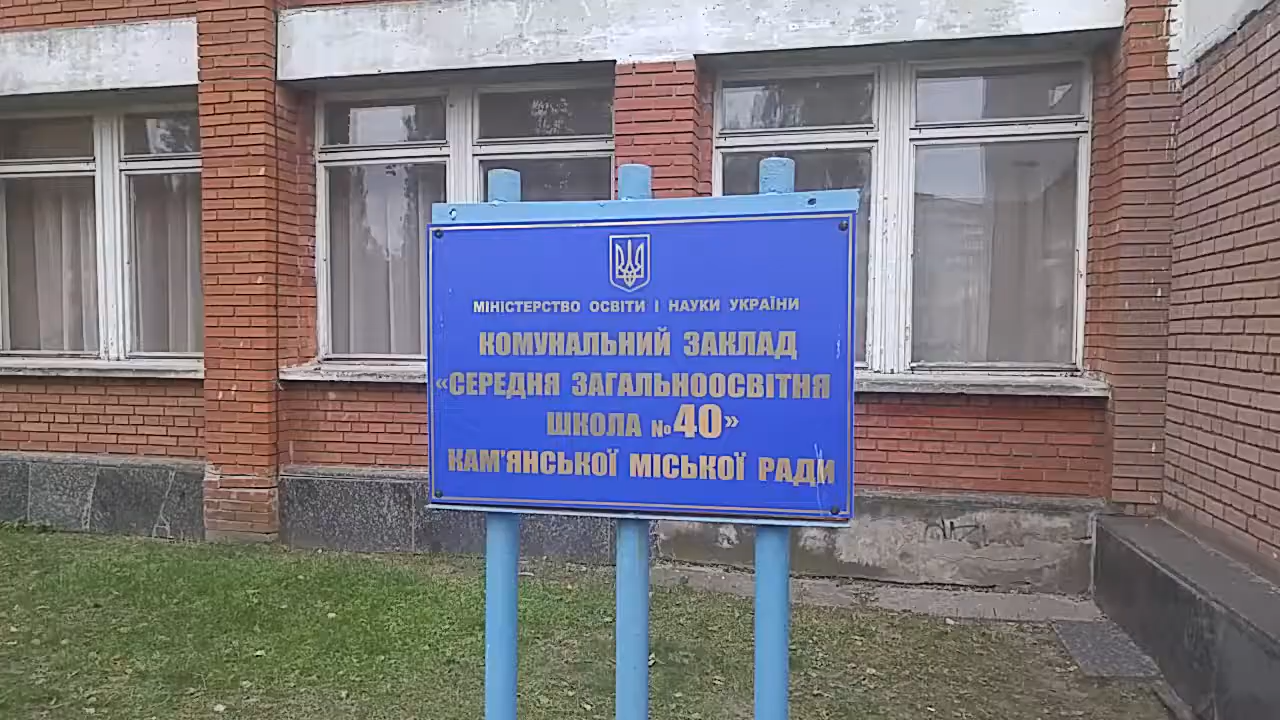 МІНІСТЕРСТВО ОСВІТИ І НАУКИ УКРАЇНИ
КОМУНАЛЬНИЙ ЗАКЛАД
«СЕРЕДНЯ ЗАГАЛЬНООСВІТНЯ
ШКОЛА №40»
КАМ'ЯНСЬКОЇ МІСЬКОЇ РАДИ